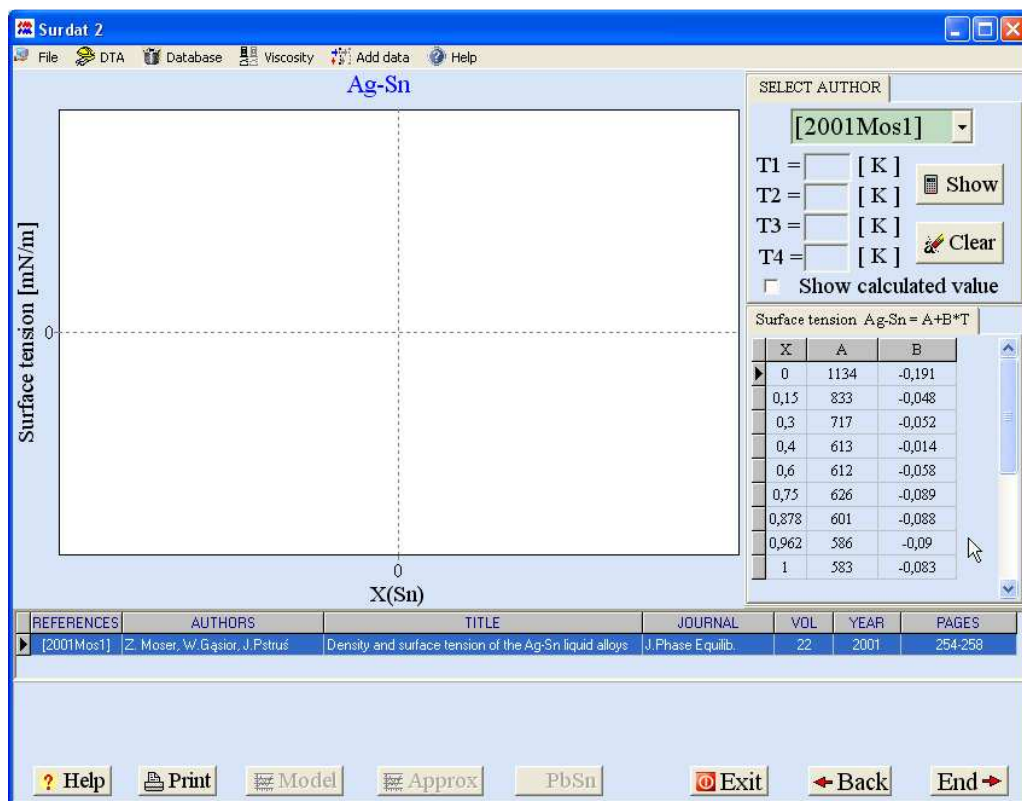 Surdat 2
File DTA Database Viscosity Add data Help
Ag-Sn
Surface tension [mN/m]
0
0
X(Sn)
SELECT AUTHOR
[2001Mos1]
T1 = [ K ]
T2 = [ K ]
T3 = [ K ]
T4 = [ K ]
Show
Clear
Show calculated value
Surface tension Ag-Sn = A+B*T
X A B
0 1134 -0,191
0,15 833 -0,048
0,3 717 -0,052
0,4 613 -0,014
0,6 612 -0,058
0,75 626 -0,089
0,878 601 -0,088
0,962 586 -0,09
1 583 -0,083
REFERENCES AUTHORS TITLE JOURNAL VOL YEAR PAGES
[2001Mos1] Z. Moser, W.Gąsior, J.Pstruś Density and surface tension of the Ag-Sn liquid alloys J.Phase Equilib. 22 2001 254-258
Help Print Model Approx PbSn Exit Back End